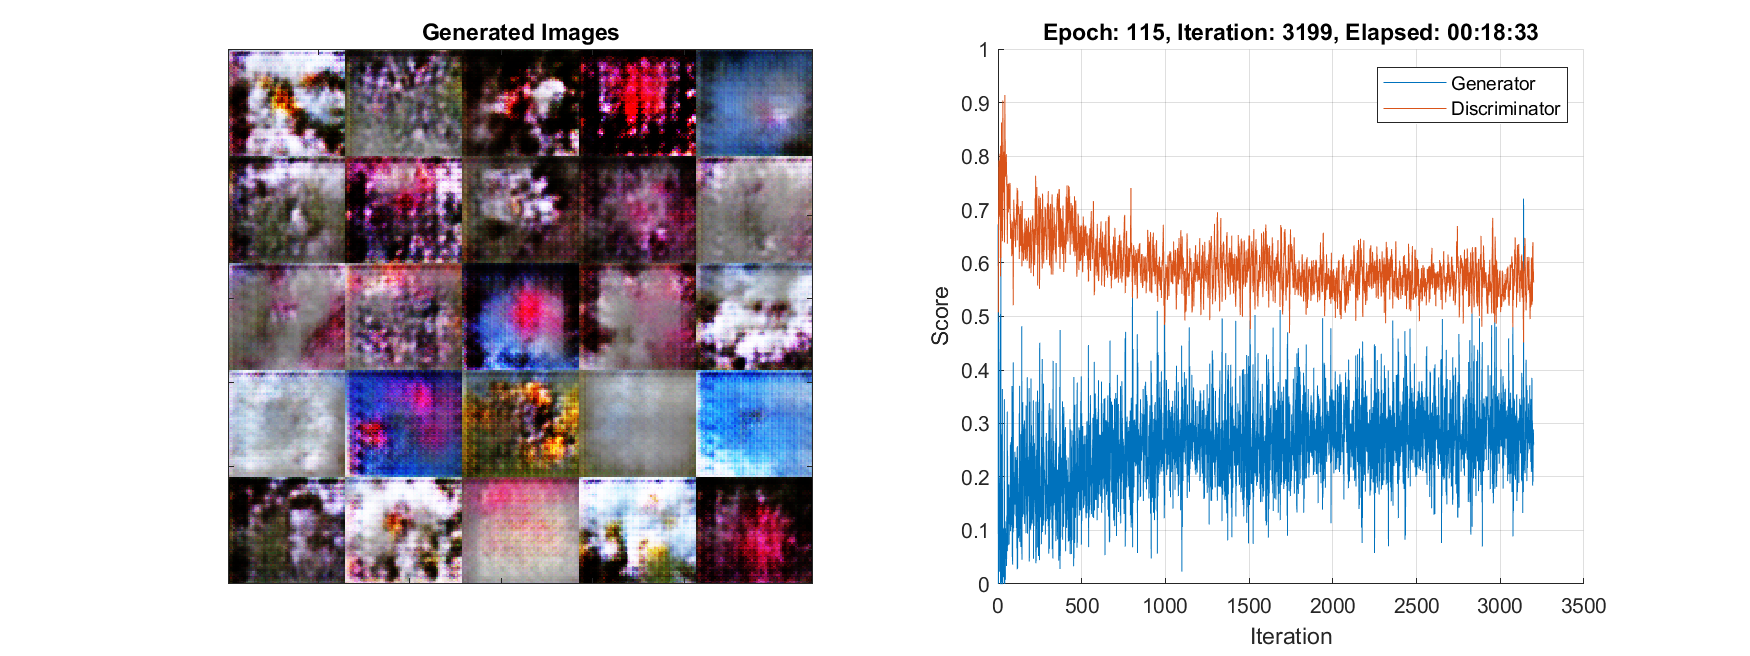 Generated Images
Epoch: 115, Iteration: 3199, Elapsed: 00:18:33
Generator
Discriminator
1
0.9
0.8
0.7
0.6
0.5
0.4
0.3
0.2
0.1
0
Score
0 500 1000 1500 2000 2500 3000 3500
Iteration